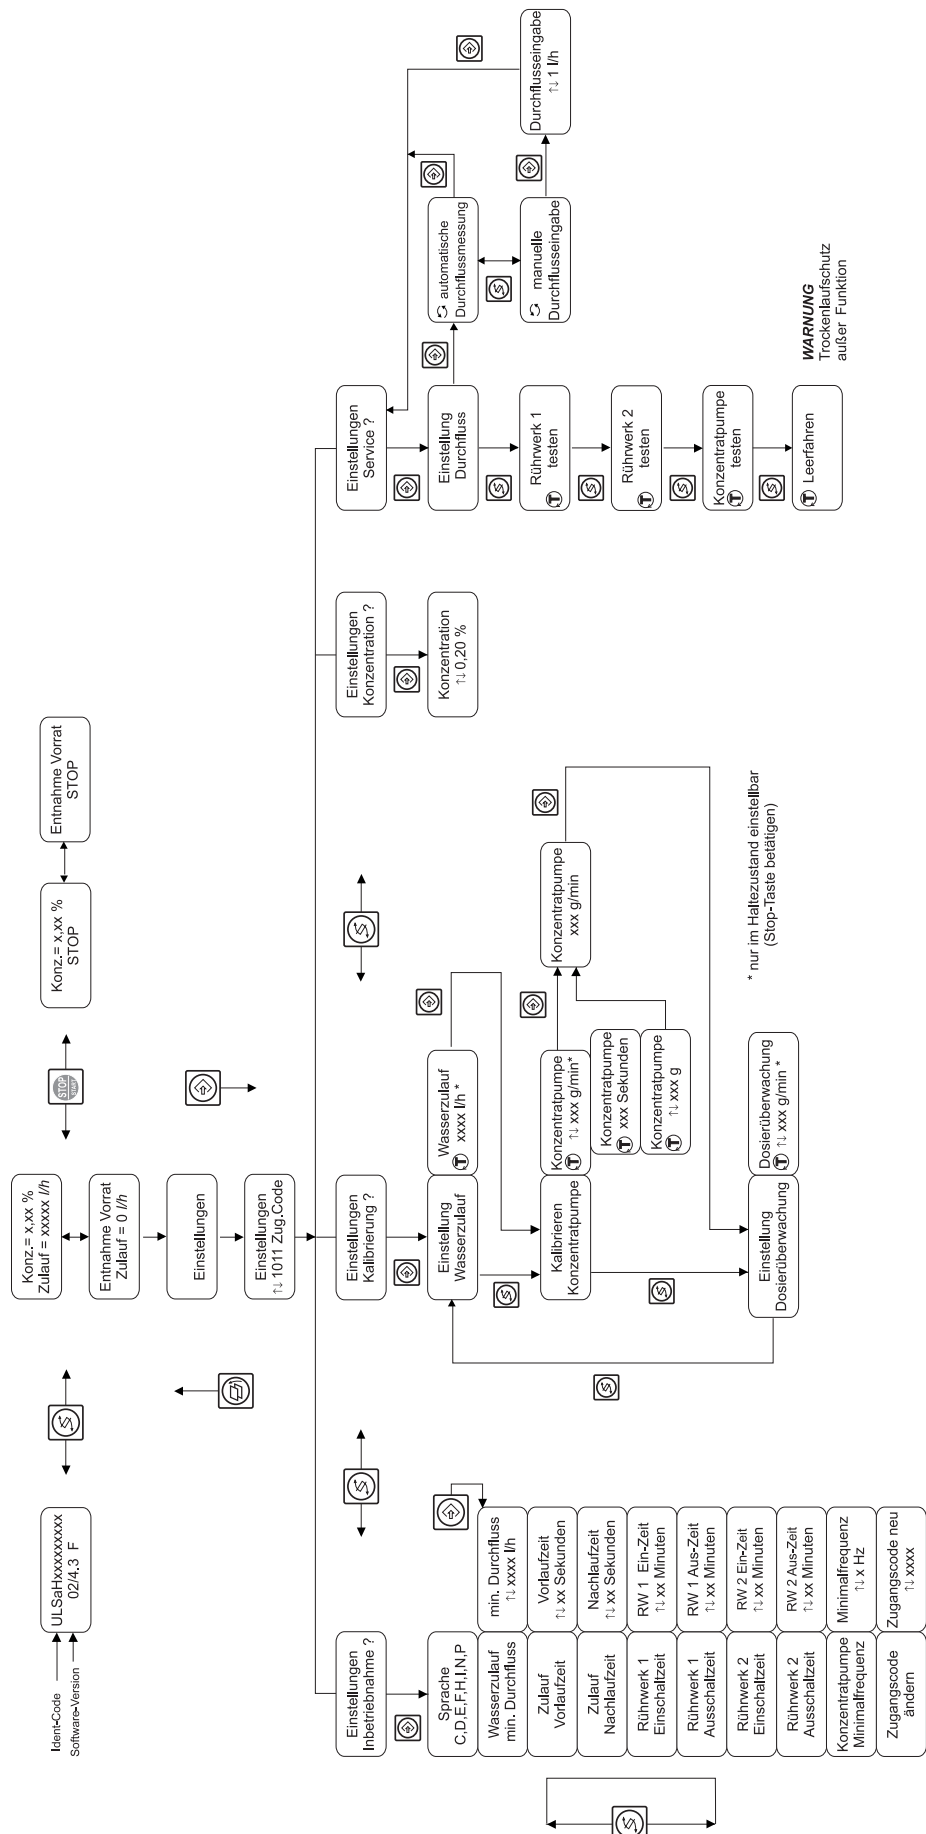 Ident-Code
Software-Version
ULSaHxxxxxxxxxx
02/4.3 F
Konz.= x,xx %
Zulauf = xxxxx l/h
Konz.= x,xx %
STOP
Entnahme Vorrat
STOP
STOP
START
Entnahme Vorrat
Zulauf = 0 l/h
Einstellungen
Einstellungen
↑↓ 1011 Zug.Code
Einstellungen
Inbetriebnahme ?
Sprache
C,D,E,F,H,I,N,P
Wasserzulauf
min. Durchfluss
min. Durchfluss
↑↓ xxxx l/h
Zulauf
Vorlaufzeit
Vorlaufzeit
↑↓ xx Sekunden
Zulauf
Nachlaufzeit
Nachlaufzeit
↑↓ xx Sekunden
Rührwerk 1
Einschaltzeit
RW 1 Ein-Zeit
↑↓ xx Minuten
Rührwerk 1
Ausschaltzeit
RW 1 Aus-Zeit
↑↓ xx Minuten
Rührwerk 2
Einschaltzeit
RW 2 Ein-Zeit
↑↓ xx Minuten
Rührwerk 2
Ausschaltzeit
RW 2 Aus-Zeit
↑↓ xx Minuten
Konzentratpumpe
Minimalfrequenz
Minimalfrequenz
↑↓ x Hz
Zugangscode
ändern
Zugangscode neu
↑↓ xxxx
Einstellungen
Kalibrierung ?
Einstellung
Wasserzulauf
Wasserzulauf
T xxxx l/h *
Kalibrieren
Konzentratpumpe
Konzentratpumpe
T ↑↓ xxx g/min*
Konzentratpumpe
T xxx Sekunden
Konzentratpumpe
T ↑↓ xxx g
Konzentratpumpe
xxx g/min
Einstellung
Dosierüberwachung
Dosierüberwachung
T ↑↓ xxx g/min *
* nur im Haltezustand einstellbar
(Stop-Taste betätigen)
Einstellungen
Konzentration ?
Konzentration
↑↓ 0,20 %
Einstellungen
Service ?
Einstellung
Durchfluss
automatische
Durchflussmessung
manuelle
Durchflusseingabe
Durchflusseingabe
↑↓ 1 l/h
Rührwerk 1
T testen
Rührwerk 2
T testen
Konzentratpumpe
T testen
T Leerfahren
WARNUNG
Trockenlaufschutz
außer Funktion